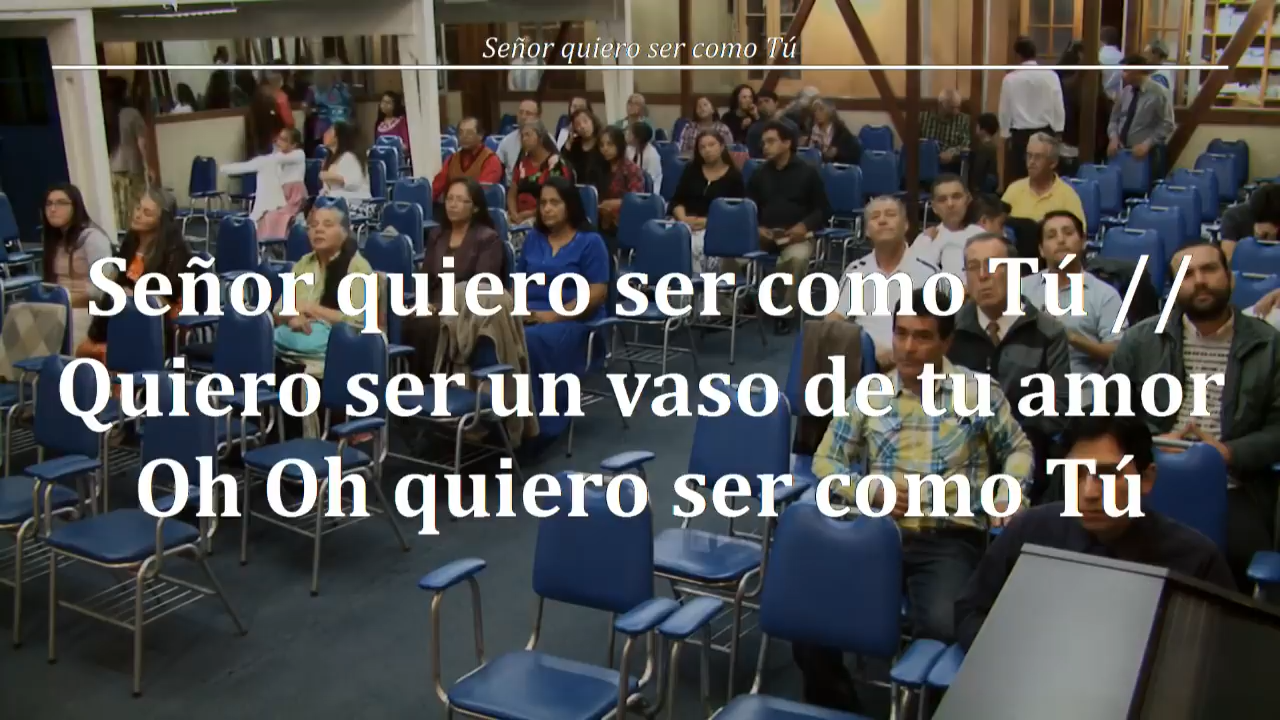 Señor quiero ser como Tú
Señor quiero ser como Tú //
Quiero ser un vaso de tu amor
Oh Oh quiero ser como Tú